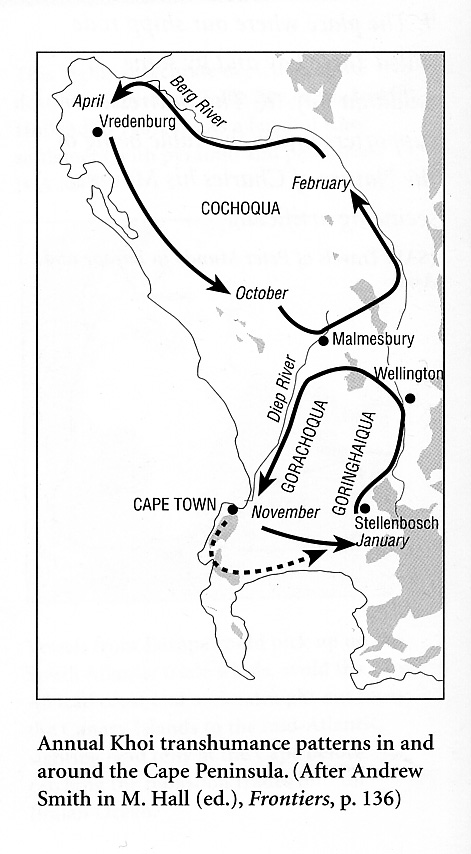 April
Berg River
Vredenburg
February
COCHOQUA
October
Malmesbury
Diep River
Wellington
GORACHOQUA
GORINGHAIQUA
CAPE TOWN
November
Stellenbosch
January
Annual Khoi transhumance patterns in and
around the Cape Peninsula. (After Andrew
Smith in M. Hall (ed.), Frontiers, p. 136)